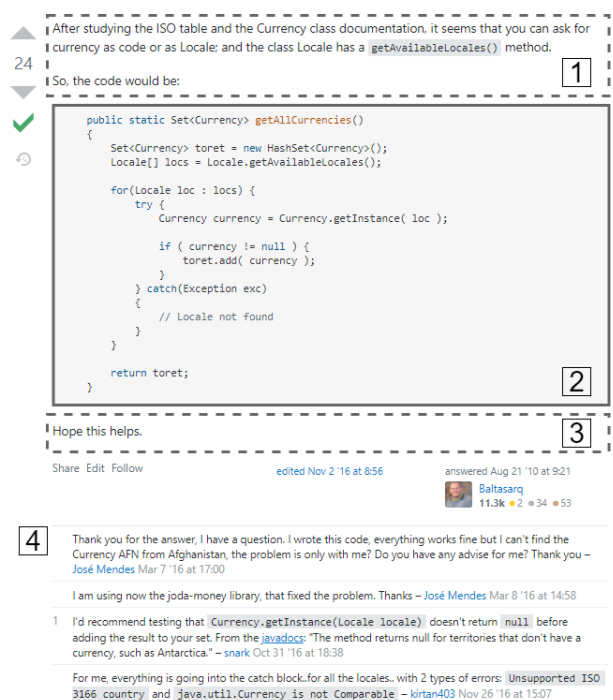 After studying the ISO table and the Currency class documentation, it seems that you can ask for
currency as code or as Locale; and the class Locale has a getAvailableLocales() method.
24
1
So, the code would be:
public static Set<Currency> getAllCurrencies()
{
Set<Currency> toret = new HashSet<Currency>();
Locale[] locs = Locale.getAvailableLocales();
for(Locale loc : locs) {
try {
Currency currency = Currency.getInstance( loc );
if ( currency != null ) {
toret.add( currency );
}
} catch(Exception exc)
{
// Locale not found
}
}
return toret;
}
2
Hope this helps.
3
Share Edit Follow
edited Nov 2 '16 at 8:56
answered Aug 21 '10 at 9:21
Baltasarq
11.3k 2 34 53
4
Thank you for the answer, I have a question. I wrote this code, everything works fine but I can't find the
Currency AFN from Afghanistan, the problem is only with me? Do you have any advise for me? Thank you –
José Mendes Mar 7 '16 at 17:00
I am using now the joda-money library, that fixed the problem. Thanks – José Mendes Mar 8 '16 at 14:58
1 I'd recommend testing that Currency.getInstance(Locale locale) doesn't return null before
adding the result to your set. From the javadocs: "The method returns null for territories that don't have a
currency, such as Antarctica." – snark Oct 31 '16 at 18:38
For me, everything is going into the catch block..for all the locales.. with 2 types of errors: Unsupported ISO
3166 country and java.util.Currency is not Comparable – kirtan403 Nov 26 '16 at 15:07